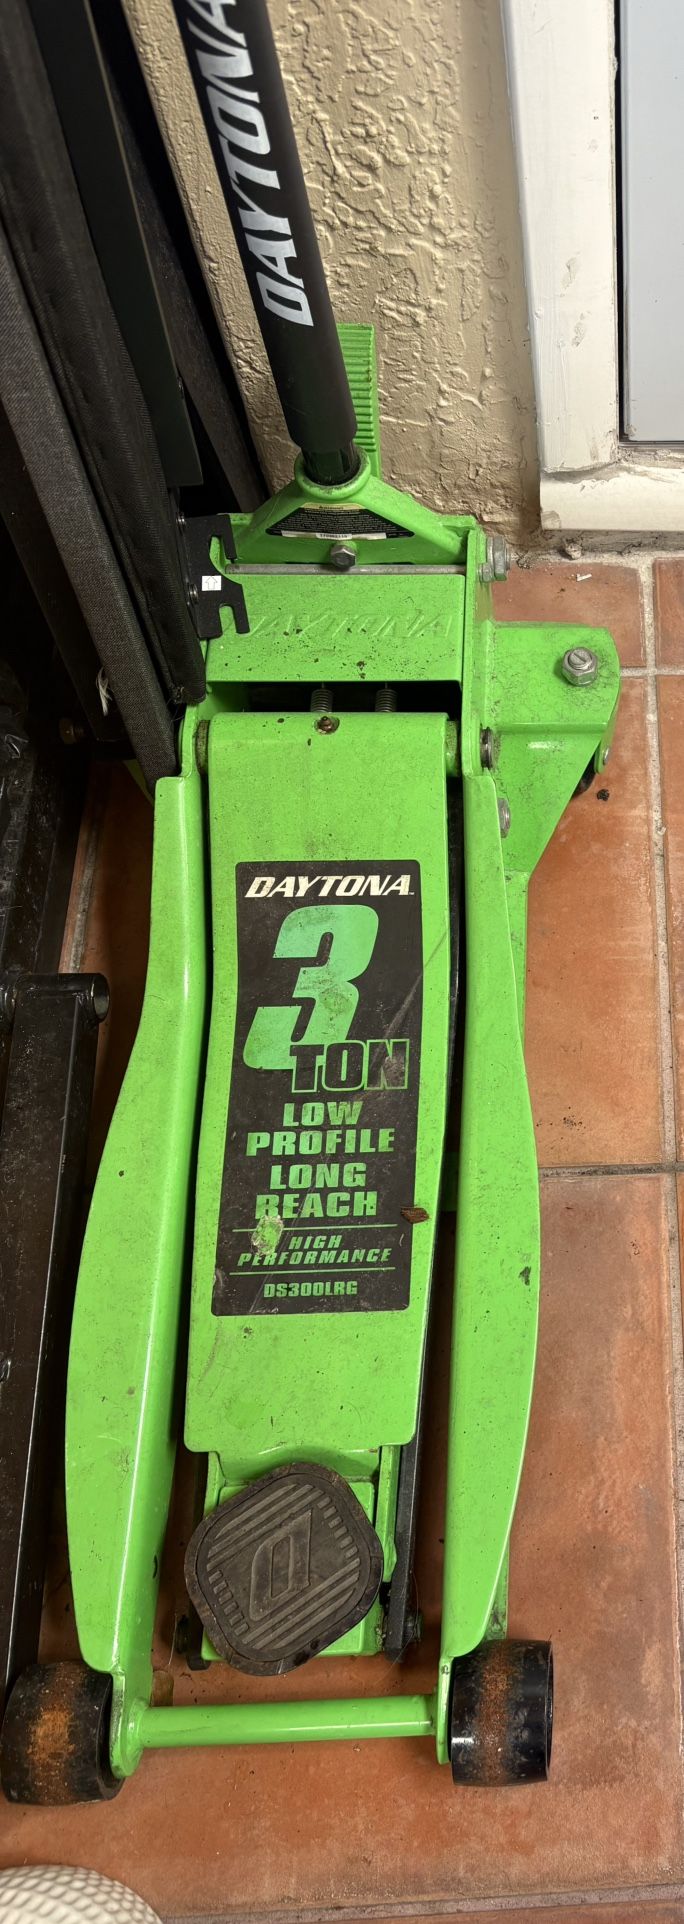 DAYTONA
DAYTONA
DAYTONA
3
TON
LOW
PROFILE
LONG
REACH
HIGH
PERFORMANCE
DS300LRG